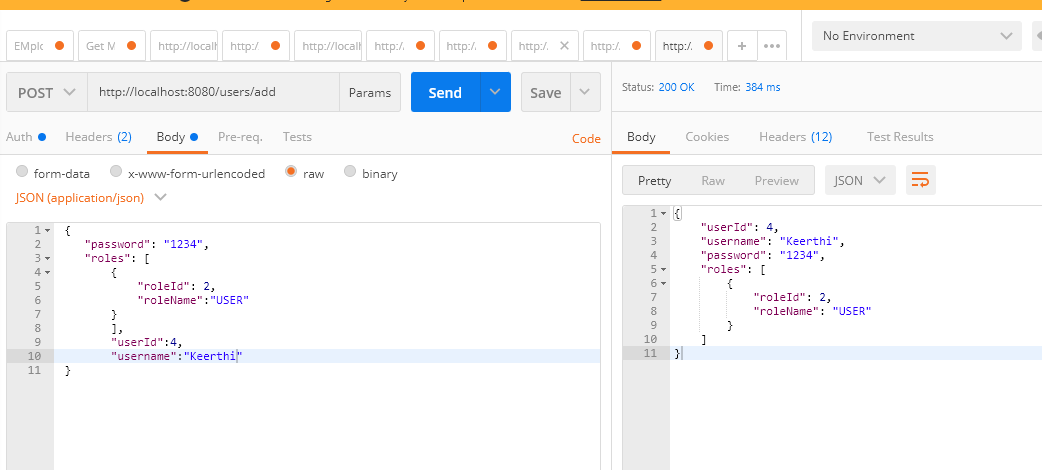 EMplo
Get M
http://localh
http:/
http://localh
http:/.
http:/.
http:/.
http:/.
http:/.
No Environment
POST
http://localhost:8080/users/add
Params
Send
Save
Status: 200 OK
Time: 384 ms
Auth
Headers (2)
Body
Pre-req.
Tests
Code
form-data
x-www-form-urlencoded
raw
binary
JSON (application/json)
1 {
2 "password": "1234",
3 "roles": [
4 {
5 "roleId": 2,
6 "roleName":"USER"
7 }
8 ],
9 "userId":4,
10 "username":"Keerthi"
11 }
Body
Cookies
Headers (12)
Test Results
Pretty
Raw
Preview
JSON
1 {
2 "userId": 4,
3 "username": "Keerthi",
4 "password": "1234",
5 "roles": [
6 {
7 "roleId": 2,
8 "roleName": "USER"
9 }
10 ]
11 }